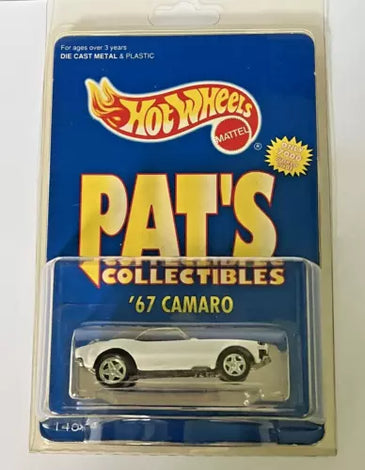 For ages over 3 years
DIE CAST METAL & PLASTIC
Hot Wheels
MATTEL
®
PAT'S
COLLECTIBLES
'67 CAMARO